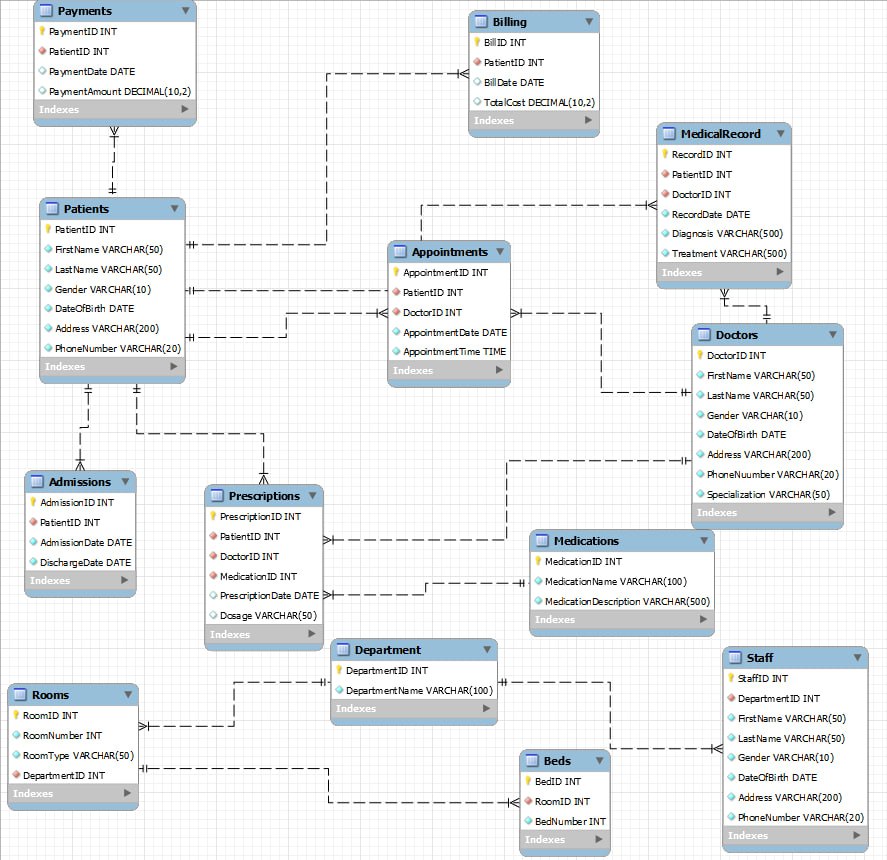 Payments
PaymentID INT
PatientID INT
PaymentDate DATE
PaymentAmount DECIMAL(10,2)
Indexes
Billing
BillID INT
PatientID INT
BillDate DATE
TotalCost DECIMAL(10,2)
Indexes
MedicalRecord
RecordID INT
PatientID INT
DoctorID INT
RecordDate DATE
Diagnosis VARCHAR(500)
Treatment VARCHAR(500)
Indexes
Patients
PatientID INT
FirstName VARCHAR(50)
LastName VARCHAR(50)
Gender VARCHAR(10)
DateOfBirth DATE
Address VARCHAR(200)
PhoneNumber VARCHAR(20)
Indexes
Appointments
AppointmentID INT
PatientID INT
DoctorID INT
AppointmentDate DATE
AppointmentTime TIME
Indexes
Doctors
DoctorID INT
FirstName VARCHAR(50)
LastName VARCHAR(50)
Gender VARCHAR(10)
DateOfBirth DATE
Address VARCHAR(200)
PhoneNuumber VARCHAR(20)
Specialization VARCHAR(50)
Indexes
Admissions
AdmissionID INT
PatientID INT
AdmissionDate DATE
DischargeDate DATE
Indexes
Prescriptions
PrescriptionID INT
PatientID INT
DoctorID INT
MedicationID INT
PrescriptionDate DATE
Dosage VARCHAR(50)
Indexes
Medications
MedicationID INT
MedicationName VARCHAR(100)
MedicationDescription VARCHAR(500)
Indexes
Department
DepartmentID INT
DepartmentName VARCHAR(100)
Indexes
Staff
StaffID INT
DepartmentID INT
FirstName VARCHAR(50)
LastName VARCHAR(50)
Gender VARCHAR(10)
DateOfBirth DATE
Address VARCHAR(200)
PhoneNumber VARCHAR(20)
Indexes
Rooms
RoomID INT
RoomNumber INT
RoomType VARCHAR(50)
DepartmentID INT
Indexes
Beds
BedID INT
RoomID INT
BedNumber INT
Indexes